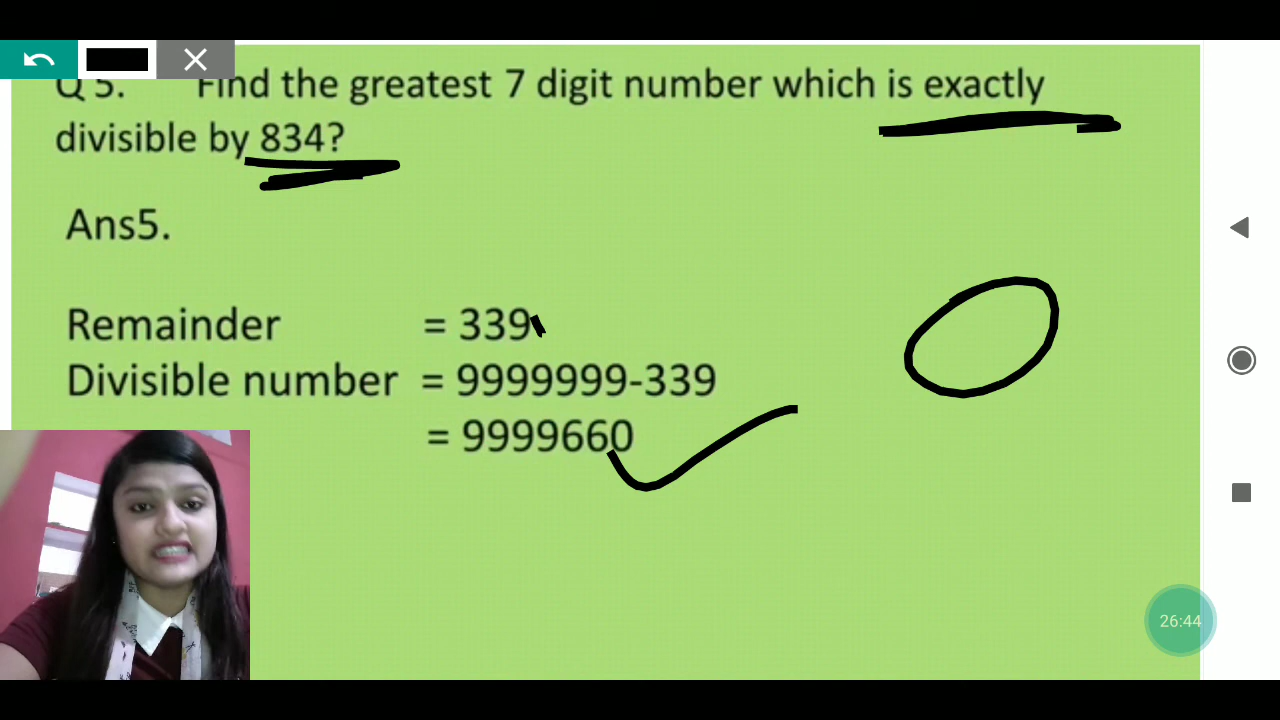 Q 5. Find the greatest 7 digit number which is exactly
divisible by 834?
Ans5.
Remainder = 339
Divisible number = 9999999-339
= 9999660
26:44